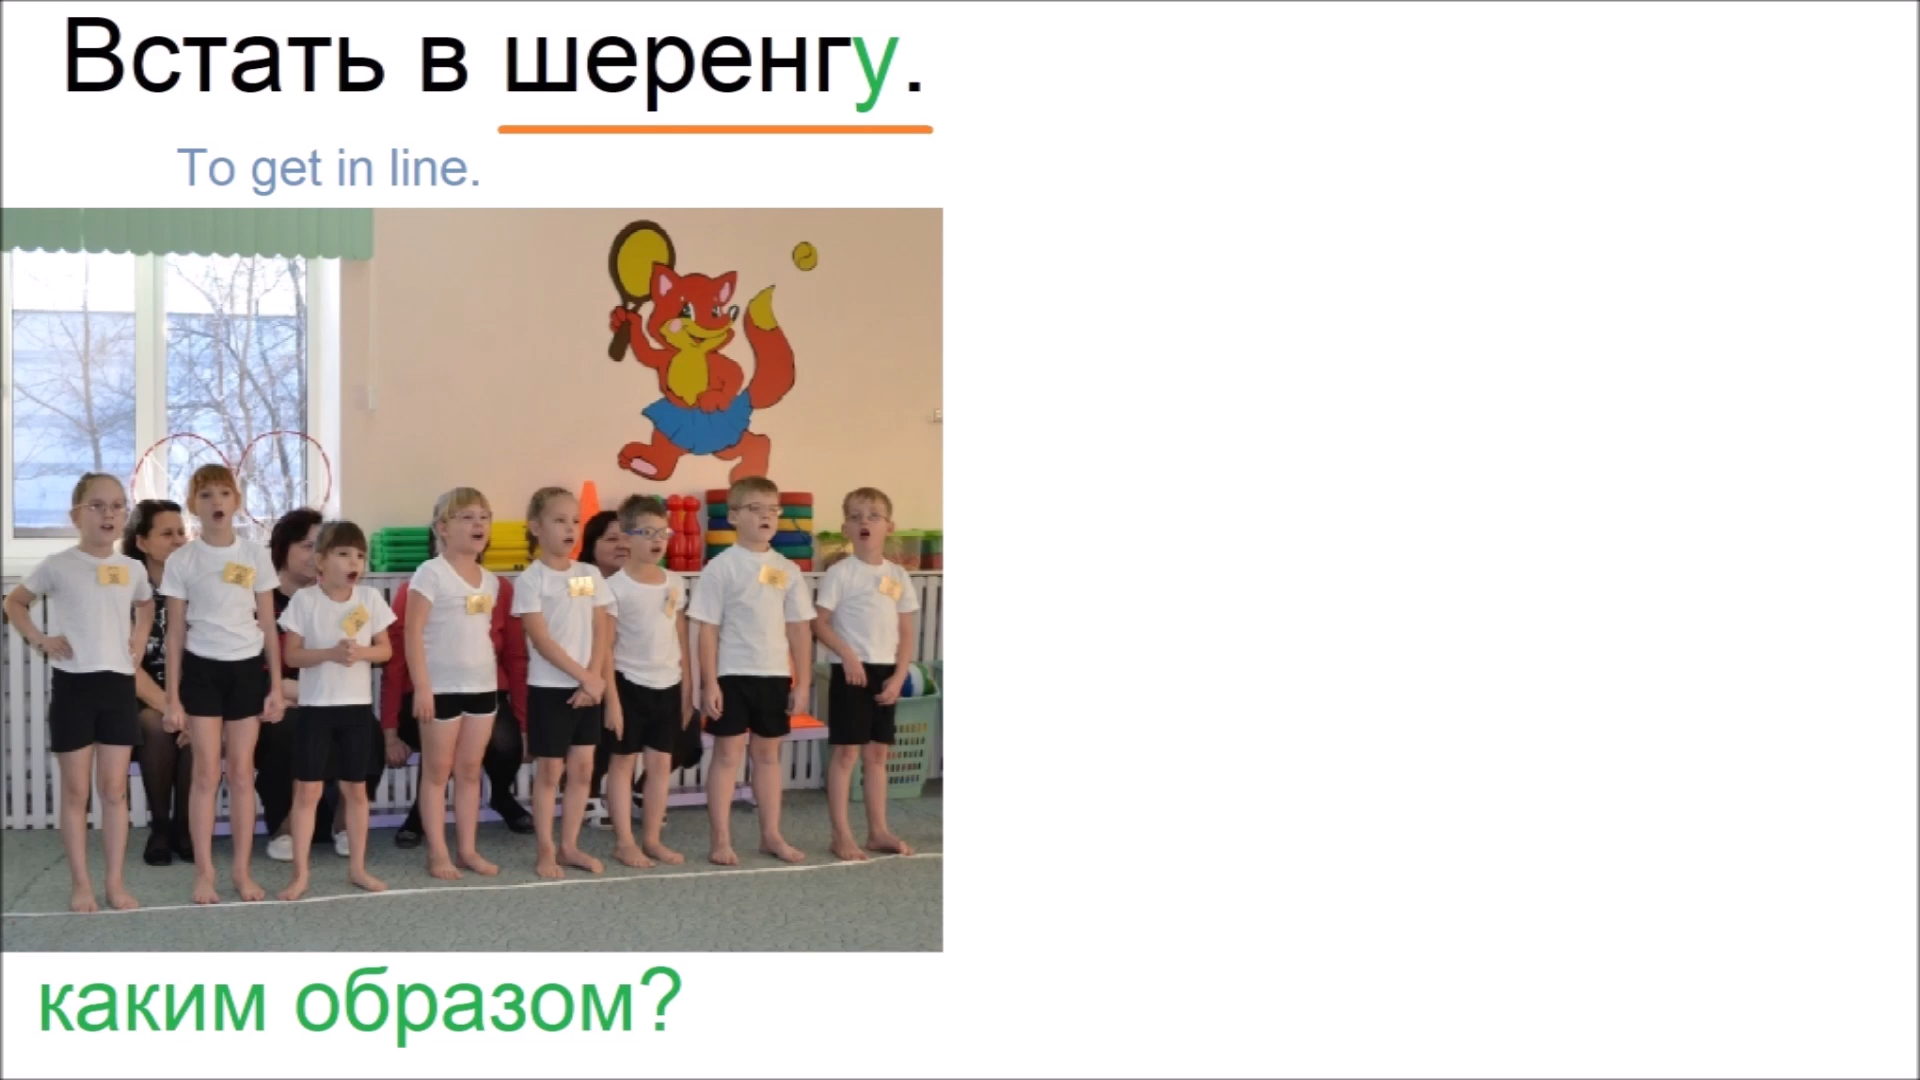 Встать в шеренгу.
To get in line.
каким образом?